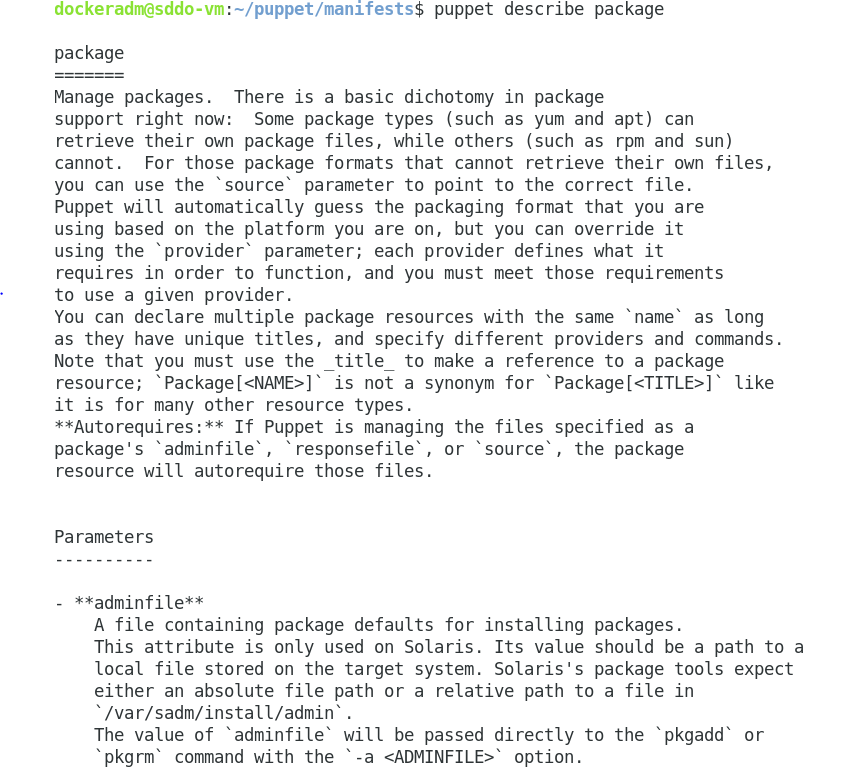 dockeradm@sddo-vm:~/puppet/manifests$ puppet describe package

package
=======
Manage packages.  There is a basic dichotomy in package
support right now:  Some package types (such as yum and apt) can
retrieve their own package files, while others (such as rpm and sun)
cannot.  For those package formats that cannot retrieve their own files,
you can use the `source` parameter to point to the correct file.
Puppet will automatically guess the packaging format that you are
using based on the platform you are on, but you can override it
using the `provider` parameter; each provider defines what it
requires in order to function, and you must meet those requirements
to use a given provider.
You can declare multiple package resources with the same `name` as long
as they have unique titles, and specify different providers and commands.
Note that you must use the _title_ to make a reference to a package
resource; `Package[<NAME>]` is not a synonym for `Package[<TITLE>]` like
it is for many other resource types.
**Autorequires:** If Puppet is managing the files specified as a
package's `adminfile`, `responsefile`, or `source`, the package
resource will autorequire those files.


Parameters
----------

- **adminfile**
    A file containing package defaults for installing packages.
    This attribute is only used on Solaris. Its value should be a path to a
    local file stored on the target system. Solaris's package tools expect
    either an absolute file path or a relative path to a file in
    `/var/sadm/install/admin`.
    The value of `adminfile` will be passed directly to the `pkgadd` or
    `pkgrm` command with the `-a <ADMINFILE>` option.